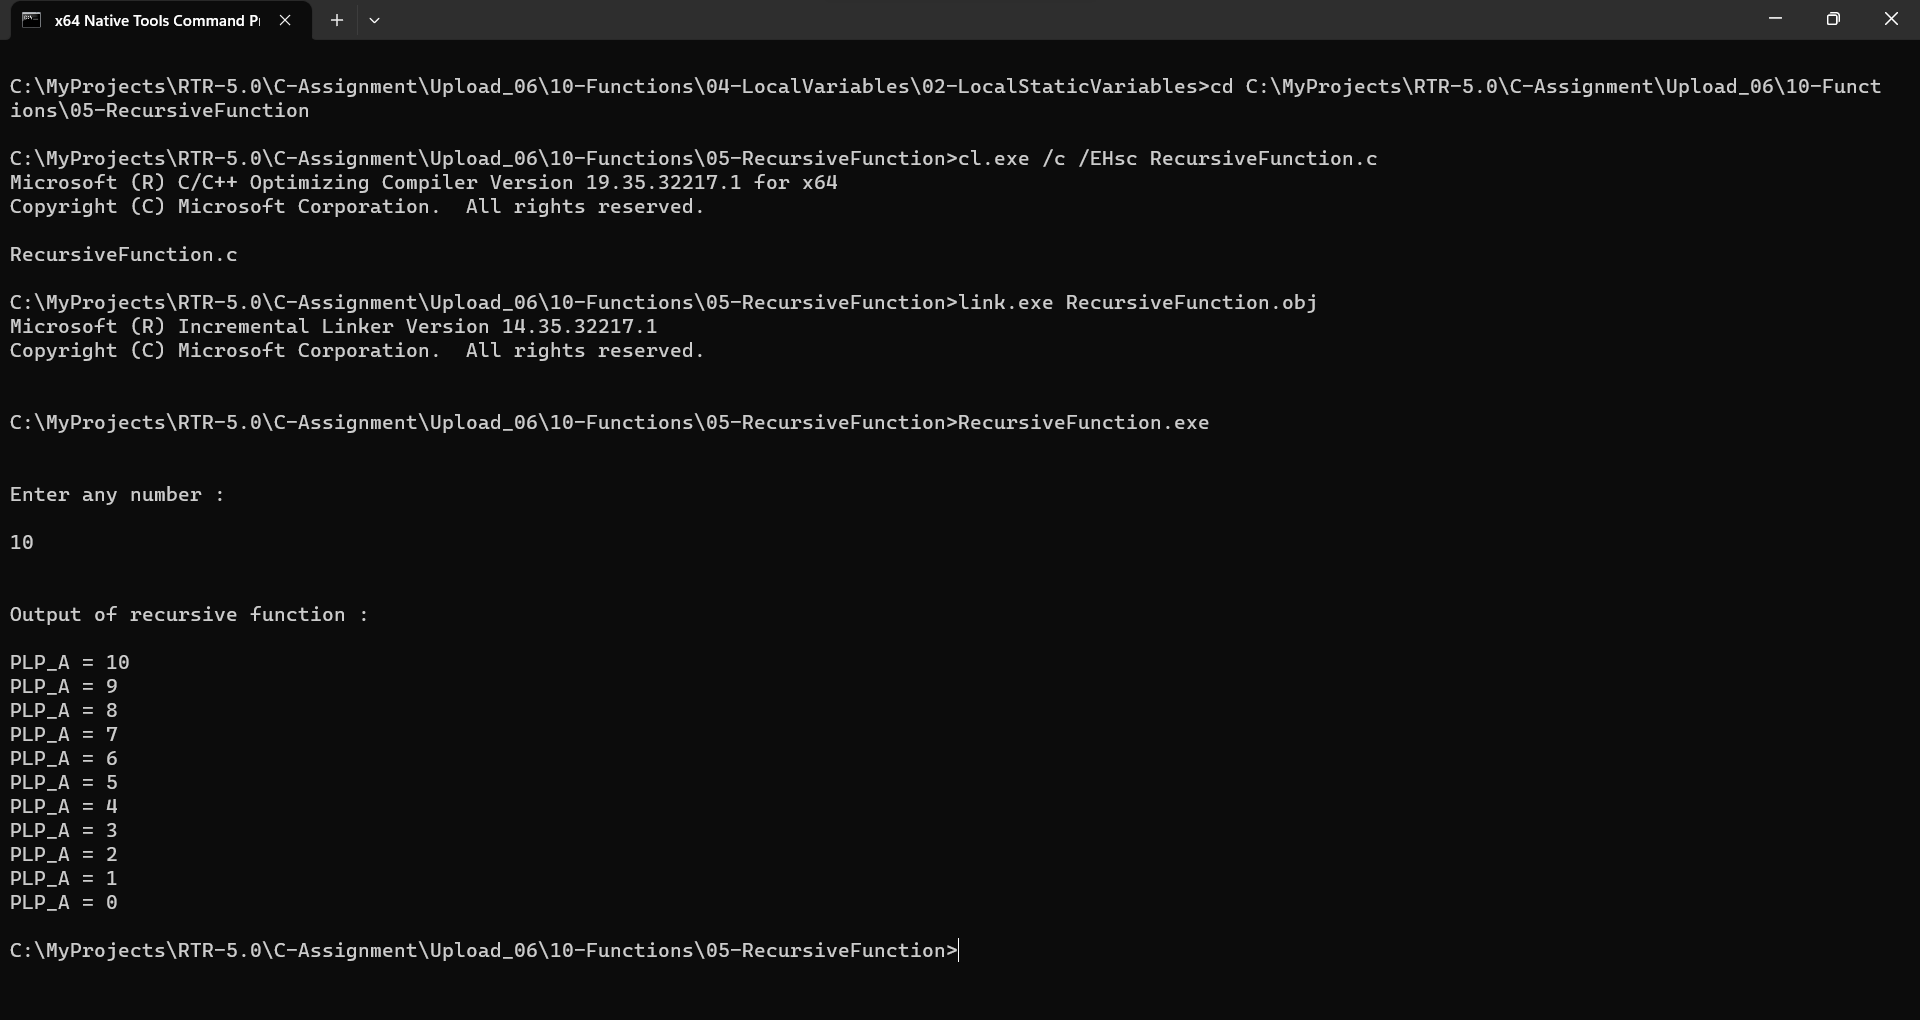 x64 Native Tools Command P
C:\MyProjects\RTR-5.0\C-Assignment\Upload_06\10-Functions\04-LocalVariables\02-LocalStaticVariables>cd C:\MyProjects\RTR-5.0\C-Assignment\Upload_06\10-Funct
ions\05-RecursiveFunction
C:\MyProjects\RTR-5.0\C-Assignment\Upload_06\10-Functions\05-RecursiveFunction>cl.exe /c /EHsc RecursiveFunction.c
Microsoft (R) C/C++ Optimizing Compiler Version 19.35.32217.1 for x64
Copyright (C) Microsoft Corporation.  All rights reserved.
RecursiveFunction.c
C:\MyProjects\RTR-5.0\C-Assignment\Upload_06\10-Functions\05-RecursiveFunction>link.exe RecursiveFunction.obj
Microsoft (R) Incremental Linker Version 14.35.32217.1
Copyright (C) Microsoft Corporation.  All rights reserved.
C:\MyProjects\RTR-5.0\C-Assignment\Upload_06\10-Functions\05-RecursiveFunction>RecursiveFunction.exe
Enter any number :
10
Output of recursive function :
PLP_A = 10
PLP_A = 9
PLP_A = 8
PLP_A = 7
PLP_A = 6
PLP_A = 5
PLP_A = 4
PLP_A = 3
PLP_A = 2
PLP_A = 1
PLP_A = 0
C:\MyProjects\RTR-5.0\C-Assignment\Upload_06\10-Functions\05-RecursiveFunction>